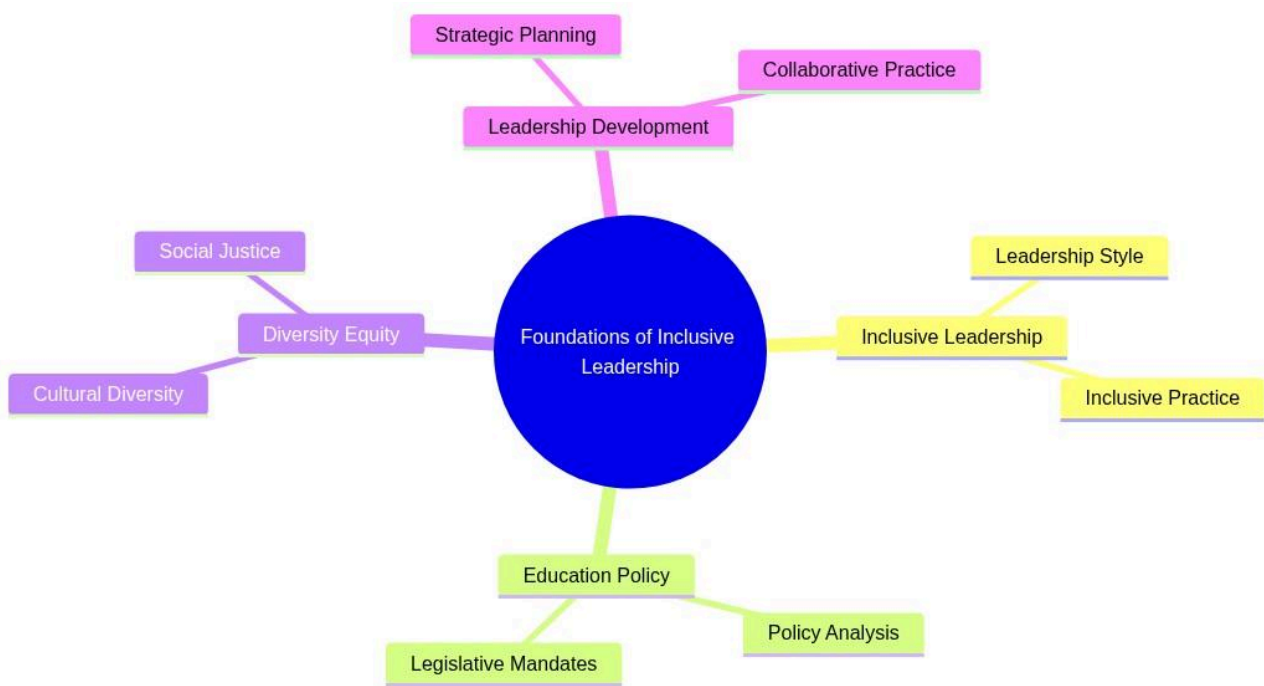 Strategic Planning
Collaborative Practice
Leadership Development
Social Justice
Leadership Style
Diversity Equity
Foundations of Inclusive
Leadership
Inclusive Leadership
Cultural Diversity
Inclusive Practice
Education Policy
Policy Analysis
Legislative Mandates